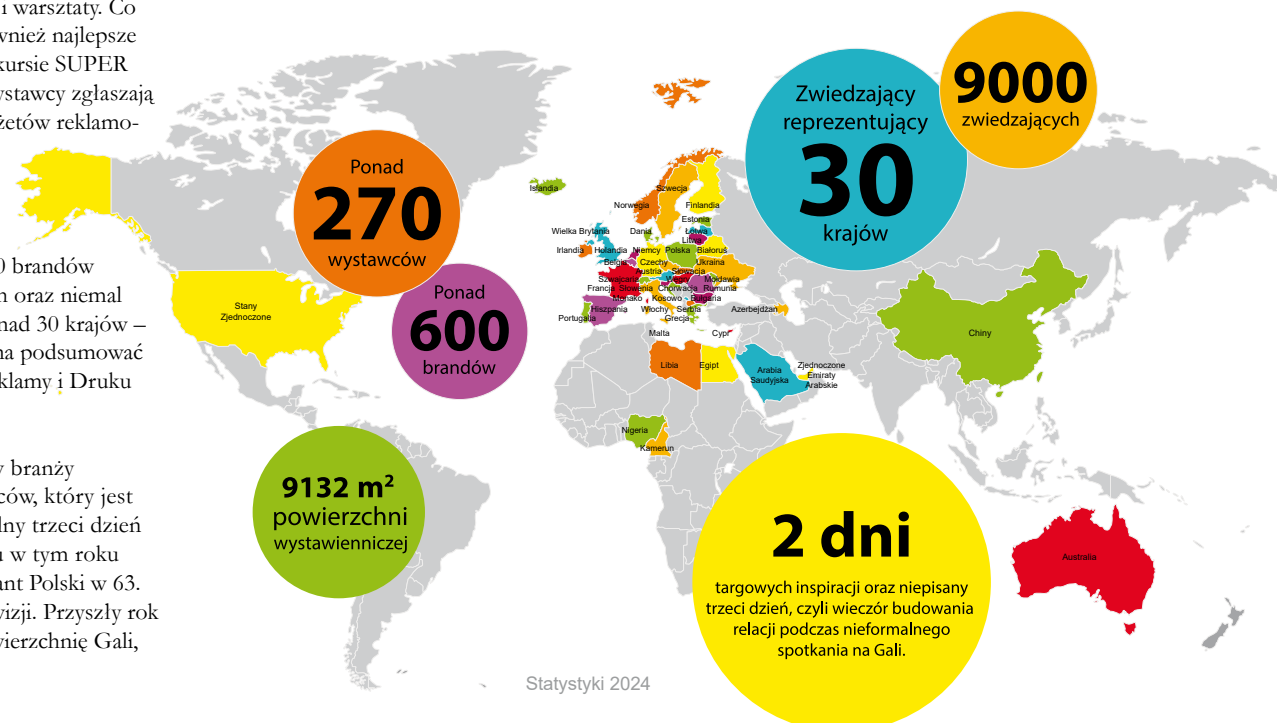 i warsztaty. Co
wnież najlepsze
kursie SUPER
ystawcy zgłaszają
żetów reklamo-
0 brandów
n oraz niemal
nad 30 krajów –
na podsumować
klamy i Druku
y branży
ców, który jest
lny trzeci dzień
u w tym roku
ant Polski w 63.
wizji. Przyszły rok
wierzchnię Gali,
Ponad
270
wystawców
Ponad
600
brandów
9132 m²
powierzchni
wystawienniczej
Zwiedzający
reprezentujący
30
krajów
9000
zwiedzających
2 dni
targowych inspiracji oraz niepisany
trzeci dzień, czyli wieczór budowania
relacji podczas nieformalnego
spotkania na Gali.
Stany
Zjednoczone
Islandia
Szwecja
Norwegia
Finlandia
Estonia
Wielka Brytania
Dania
Łotwa
Litwa
Irlandia
Holandia
Niemcy
Polska
Białoruś
Belgia
Czechy
Ukraina
Austria
Słowacja
Szwajcaria
Węgry
Mołdawia
Francja
Słowenia
Chorwacja
Rumunia
Monako
Kosowo
Bułgaria
Hiszpania
Włochy
Serbia
Azerbejdżan
Portugalia
Grecja
Malta
Cypr
Libia
Egipt
Arabia
Saudyjska
Zjednoczone
Emiraty
Arabskie
Chiny
Nigeria
Kamerun
Australia
Statystyki 2024